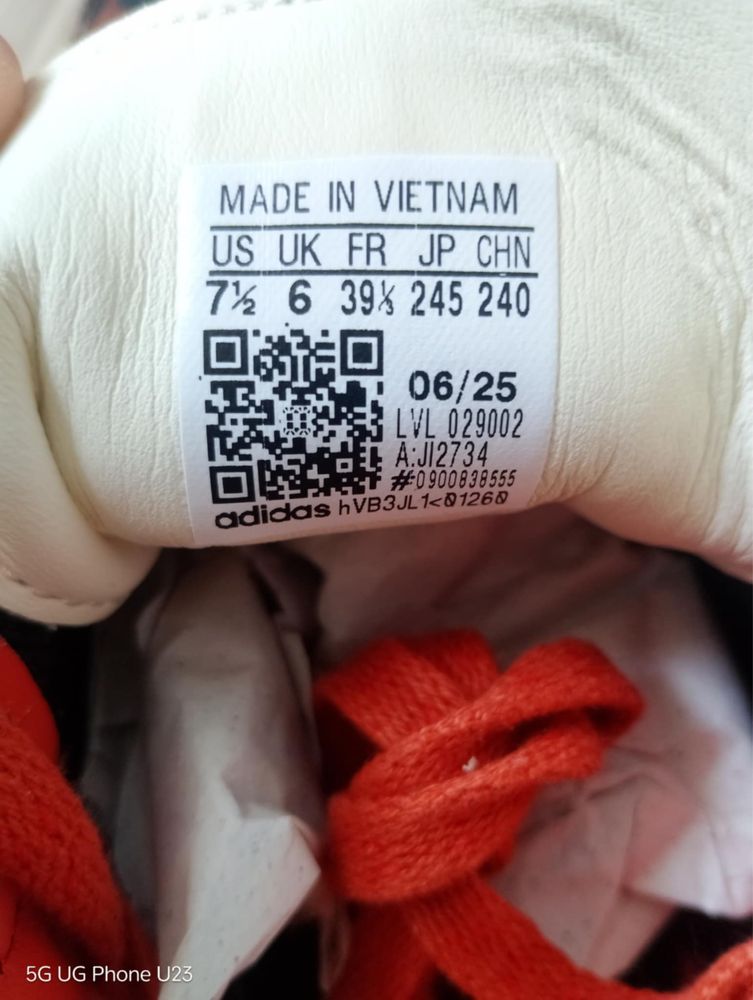 MADE IN VIETNAM
US UK FR JP CHN
7½ 6 39⅓ 245 240
06/25
LVL 029002
A:JI2734
#0900838555
adidas hVB3JL1<01260
5G UG Phone U23